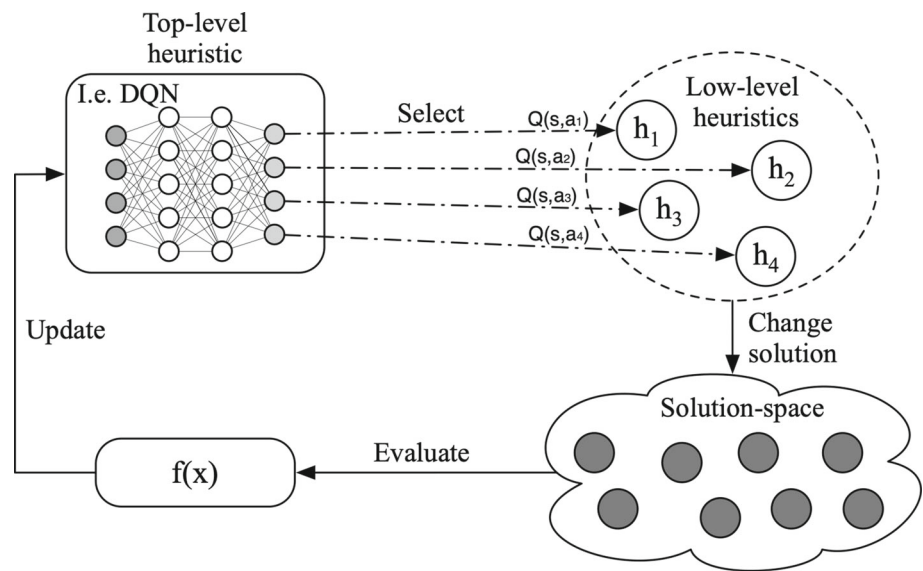 Top-level
heuristic
I.e. DQN
Select
Q(s,a1)
Q(s,a2)
Q(s,a3)
Q(s,a4)
Low-level
heuristics
h1
h2
h3
h4
Update
Change
solution
Solution-space
Evaluate
f(x)